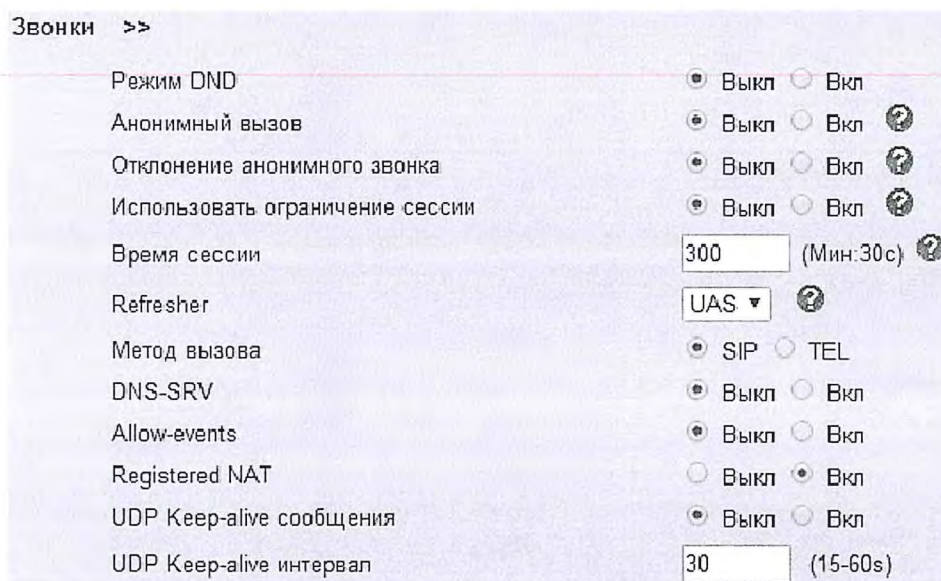 Звонки >>
Режим DND Выкл Вкл
Анонимный вызов Выкл Вкл ?
Отклонение анонимного звонка Выкл Вкл ?
Использовать ограничение сессии Выкл Вкл ?
Время сессии 300 (Мин:30с) ?
Refresher UAS ?
Метод вызова SIP TEL
DNS-SRV Выкл Вкл
Allow-events Выкл Вкл
Registered NAT Выкл Вкл
UDP Keep-alive сообщения Выкл Вкл
UDP Keep-alive интервал 30 (15-60s)